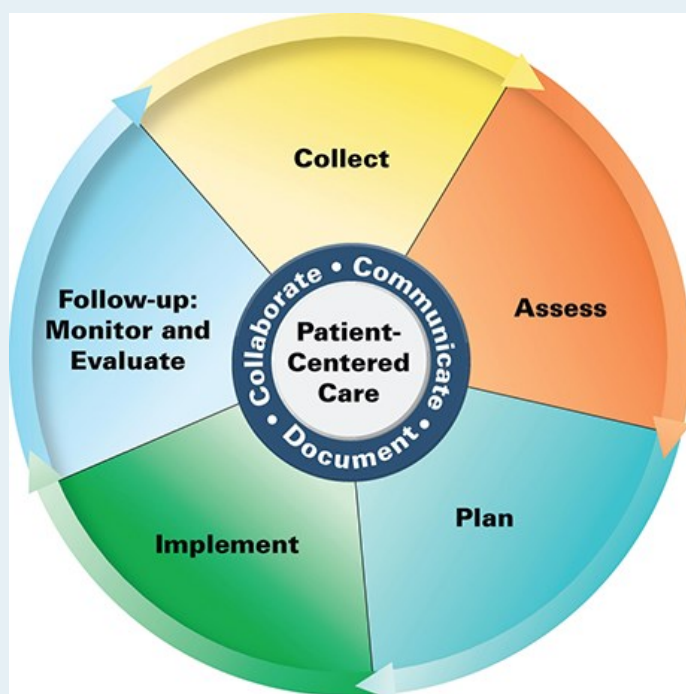 Collect
Assess
Plan
Implement
Follow-up:
Monitor and
Evaluate
Collaborate • Communicate • Document •
Patient-
Centered
Care